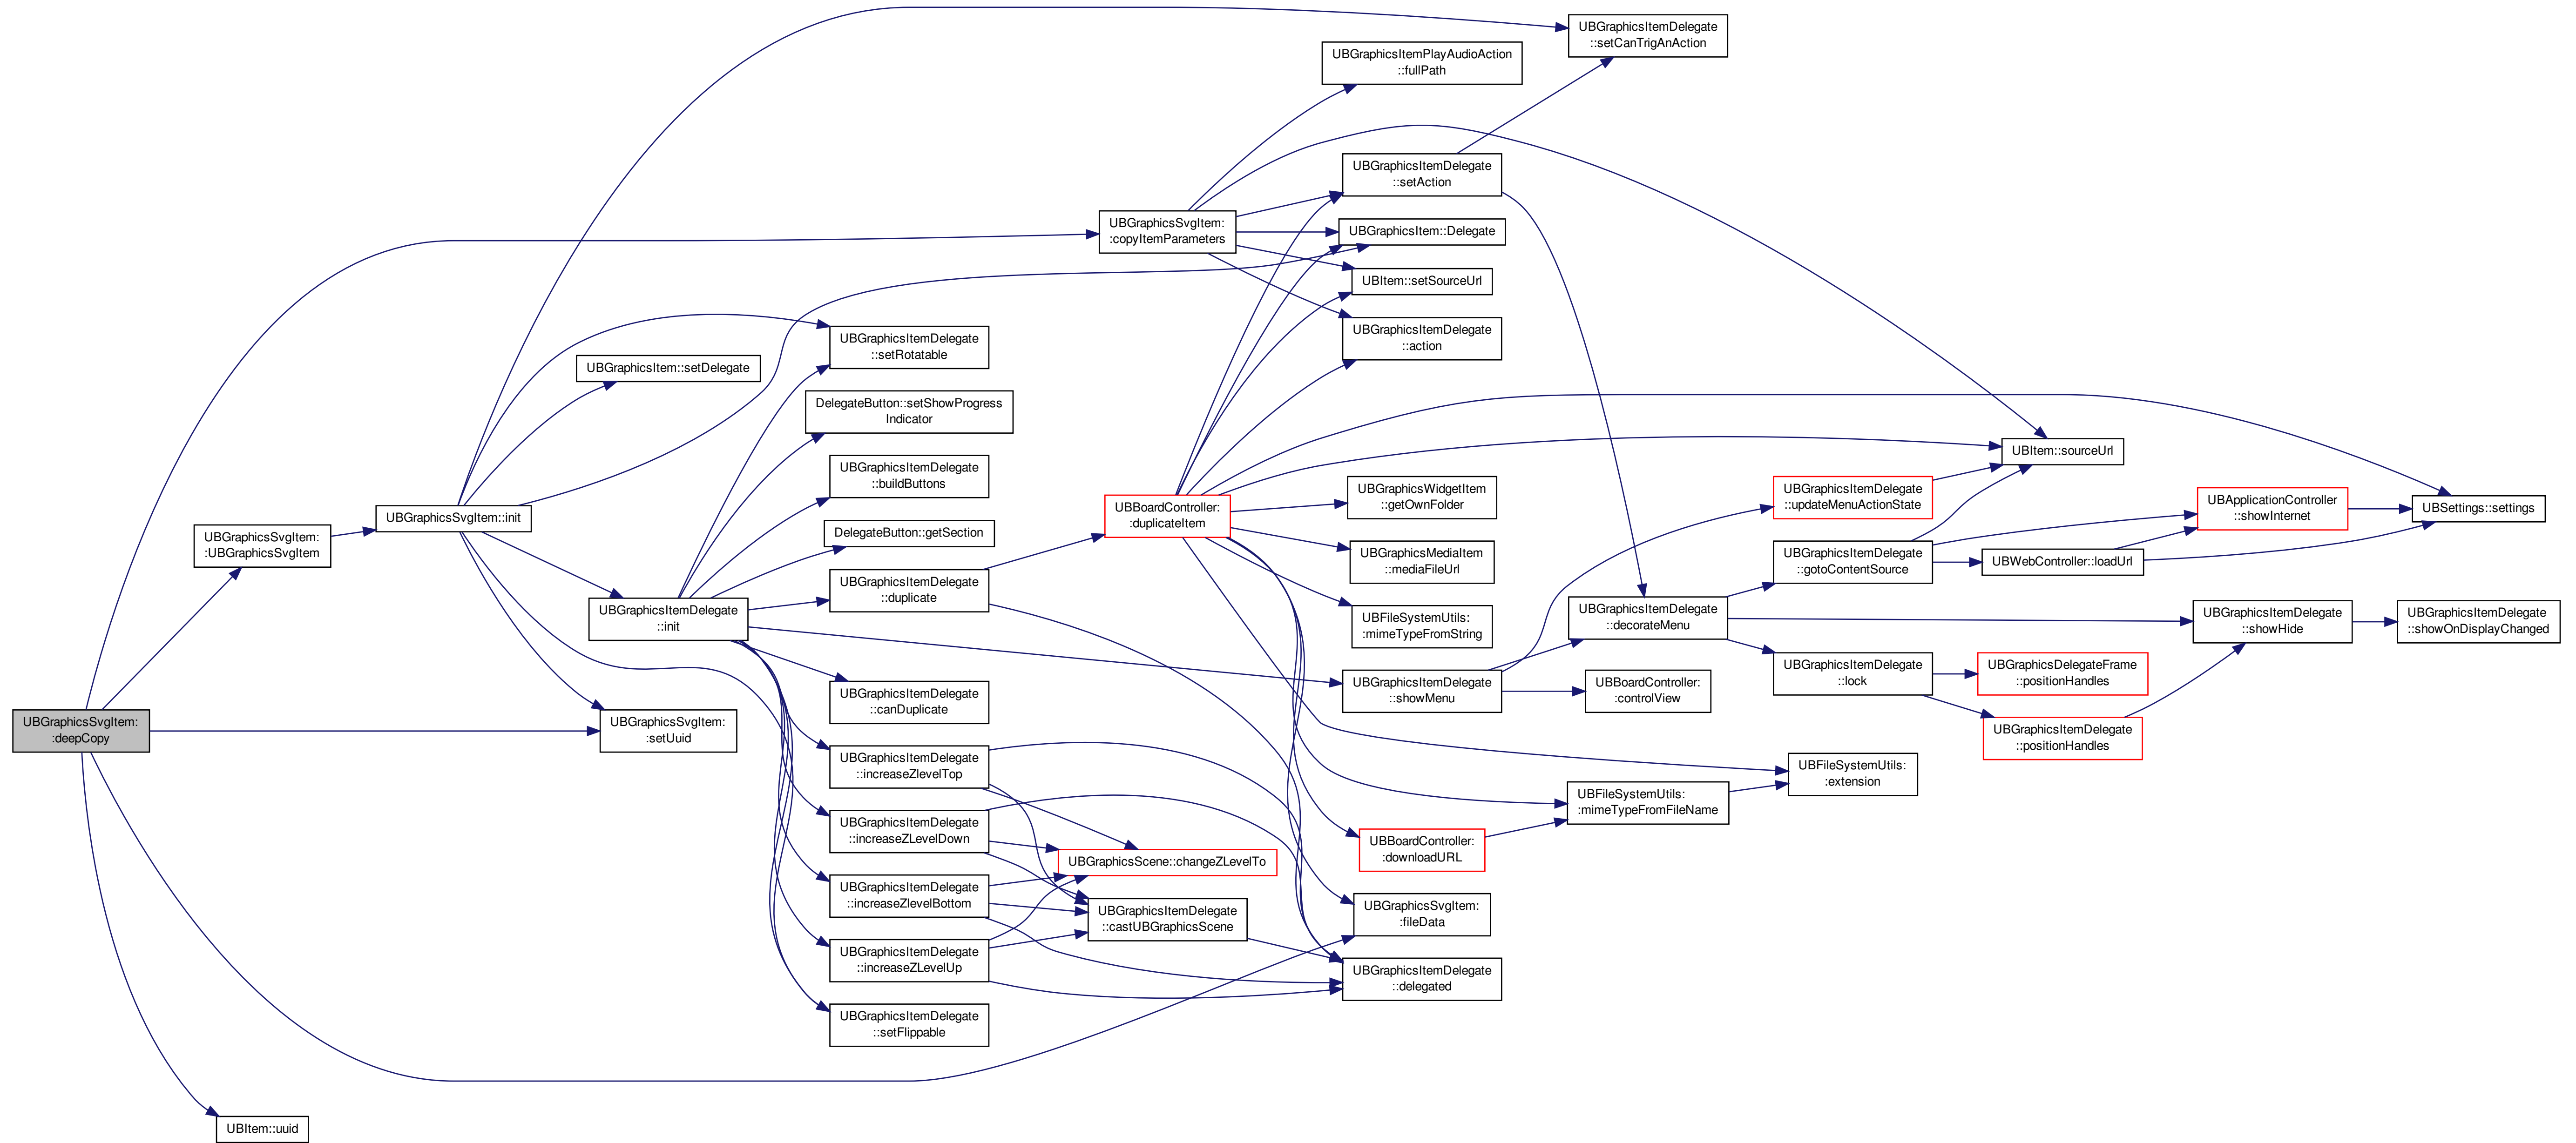 UBGraphicsSvgItem:
:deepCopy
UBGraphicsSvgItem:
:UBGraphicsSvgItem
UBItem::uuid
UBGraphicsSvgItem::init
UBGraphicsItem::setDelegate
UBGraphicsItemDelegate
::init
UBGraphicsSvgItem:
:setUuid
UBGraphicsItemDelegate
::setRotatable
DelegateButton::setShowProgress
Indicator
UBGraphicsItemDelegate
::buildButtons
DelegateButton::getSection
UBGraphicsItemDelegate
::duplicate
UBGraphicsItemDelegate
::canDuplicate
UBGraphicsItemDelegate
::increaseZlevelTop
UBGraphicsItemDelegate
::increaseZLevelDown
UBGraphicsItemDelegate
::increaseZlevelBottom
UBGraphicsItemDelegate
::increaseZLevelUp
UBGraphicsItemDelegate
::setFlippable
UBGraphicsSvgItem:
:copyItemParameters
UBBoardController:
:duplicateItem
UBGraphicsScene::changeZLevelTo
UBGraphicsItemDelegate
::castUBGraphicsScene
UBGraphicsItemPlayAudioAction
::fullPath
UBGraphicsItemDelegate
::setAction
UBGraphicsItem::Delegate
UBItem::setSourceUrl
UBGraphicsItemDelegate
::action
UBGraphicsWidgetItem
::getOwnFolder
UBGraphicsMediaItem
::mediaFileUrl
UBFileSystemUtils:
:mimeTypeFromString
UBGraphicsItemDelegate
::showMenu
UBBoardController:
:downloadURL
UBGraphicsSvgItem:
:fileData
UBGraphicsItemDelegate
::delegated
UBGraphicsItemDelegate
::setCanTrigAnAction
UBGraphicsItemDelegate
::decorateMenu
UBBoardController:
:controlView
UBFileSystemUtils:
:mimeTypeFromFileName
UBGraphicsItemDelegate
::updateMenuActionState
UBGraphicsItemDelegate
::gotoContentSource
UBGraphicsItemDelegate
::lock
UBFileSystemUtils:
:extension
UBItem::sourceUrl
UBWebController::loadUrl
UBGraphicsDelegateFrame
::positionHandles
UBGraphicsItemDelegate
::positionHandles
UBApplicationController
::showInternet
UBGraphicsItemDelegate
::showHide
UBSettings::settings
UBGraphicsItemDelegate
::showOnDisplayChanged